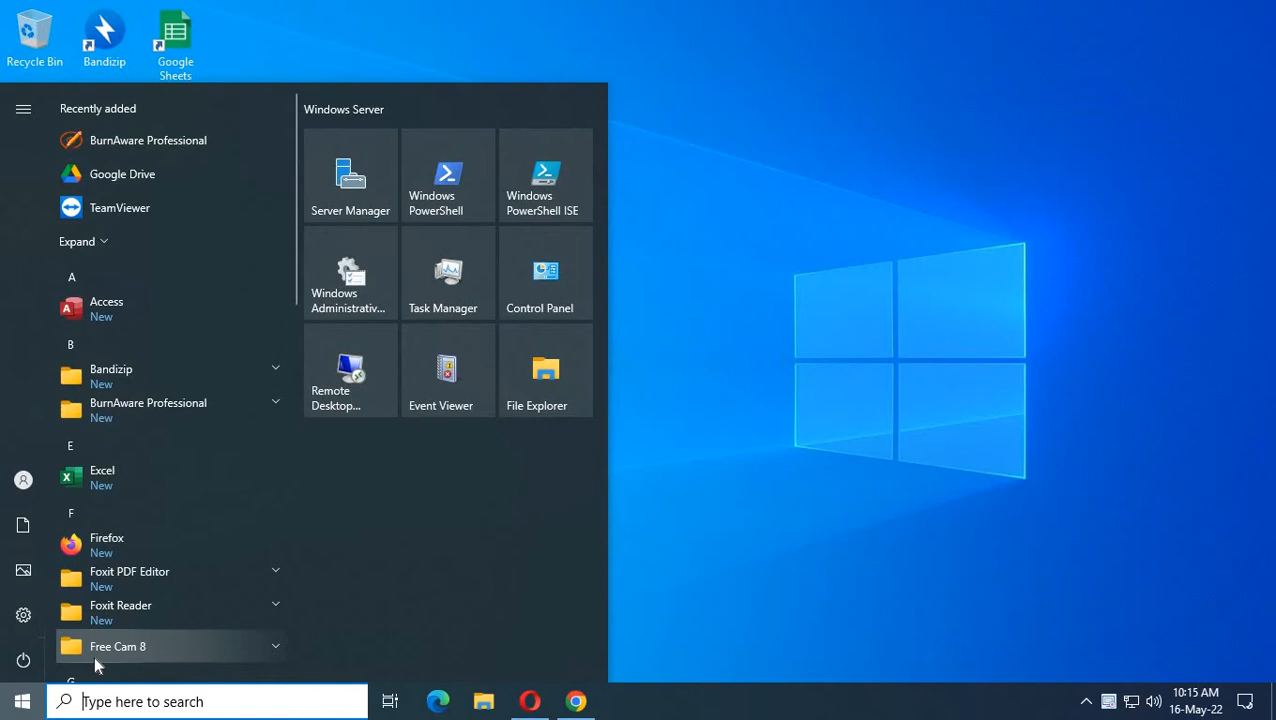 Recycle Bin
Bandizip
Google
Sheets
Recently added
BurnAware Professional
Google Drive
TeamViewer
Expand
A
Access
New
B
Bandizip
New
BurnAware Professional
New
E
Excel
New
F
Firefox
New
Foxit PDF Editor
New
Foxit Reader
New
Free Cam 8
G
Windows Server
Server Manager
Windows
PowerShell
Windows
PowerShell ISE
Windows
Administrativ...
Task Manager
Control Panel
Remote
Desktop...
Event Viewer
File Explorer
Type here to search
10:15 AM
16-May-22